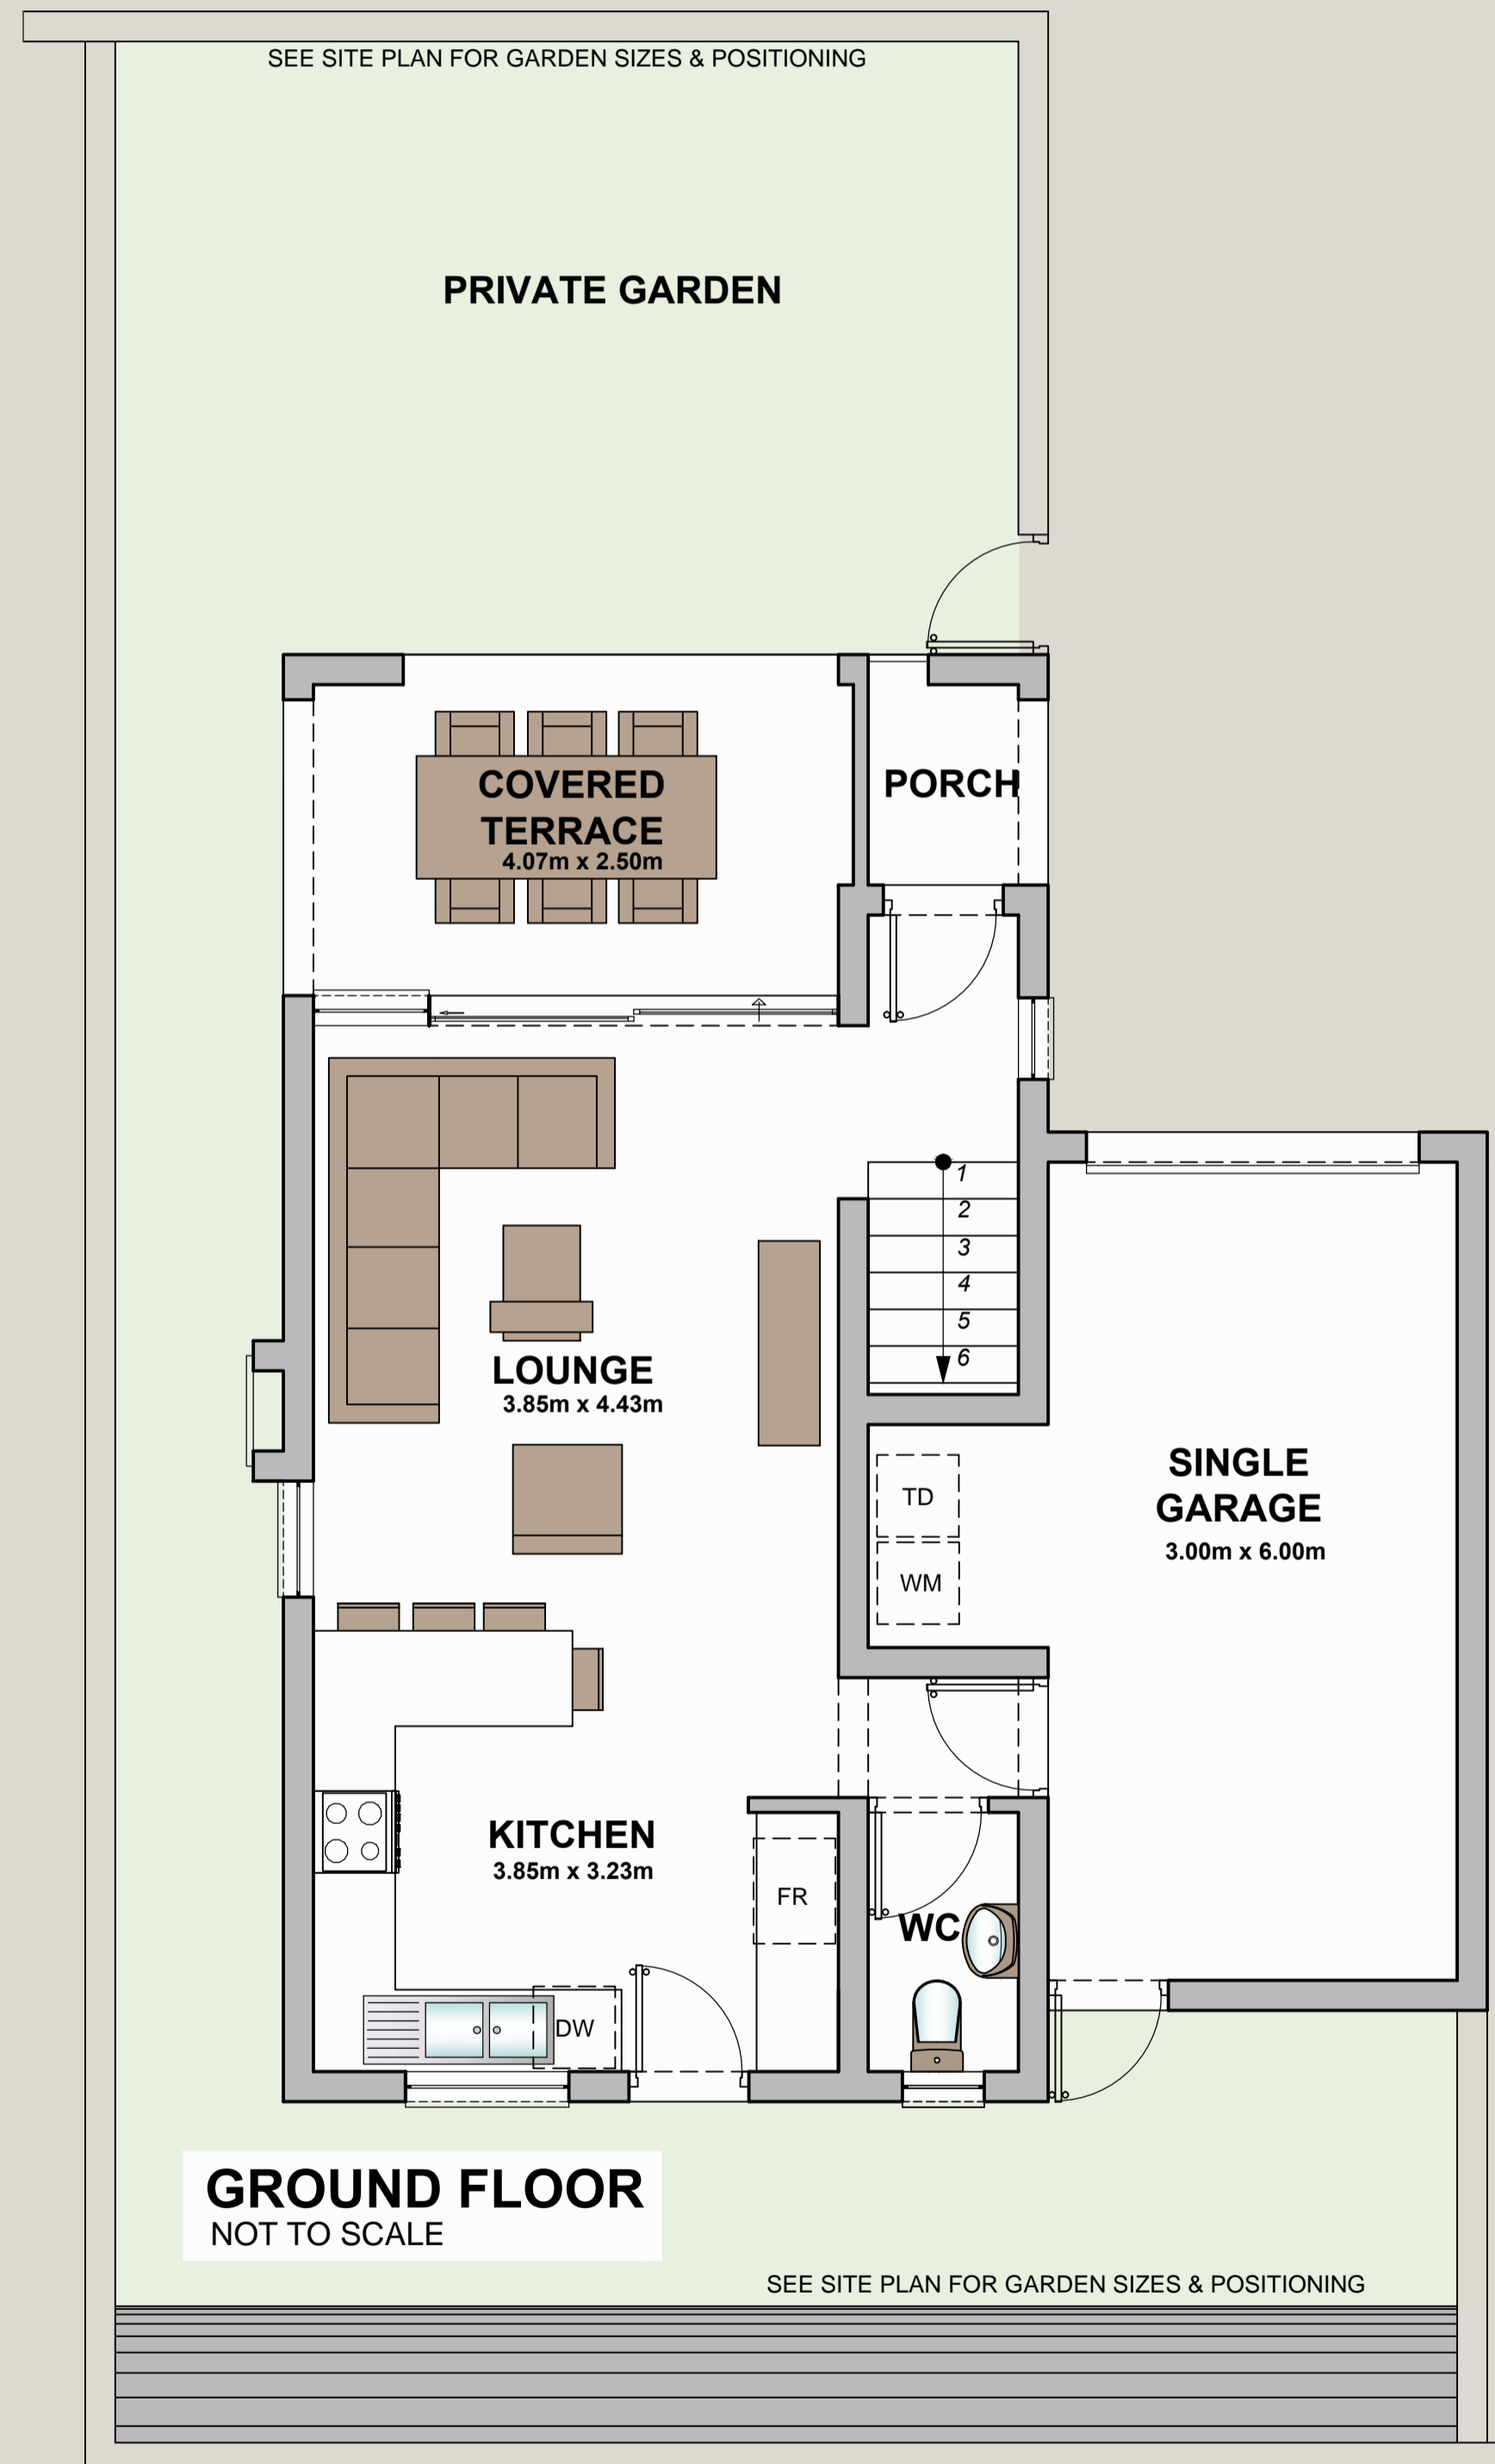 SEE SITE PLAN FOR GARDEN SIZES & POSITIONING
PRIVATE GARDEN
COVERED
TERRACE
4.07m x 2.50m
PORCH
1
2
3
4
5
6
LOUNGE
3.85m x 4.43m
SINGLE
GARAGE
3.00m x 6.00m
TD
WM
KITCHEN
3.85m x 3.23m
FR
WC
DW
GROUND FLOOR
NOT TO SCALE
SEE SITE PLAN FOR GARDEN SIZES & POSITIONING